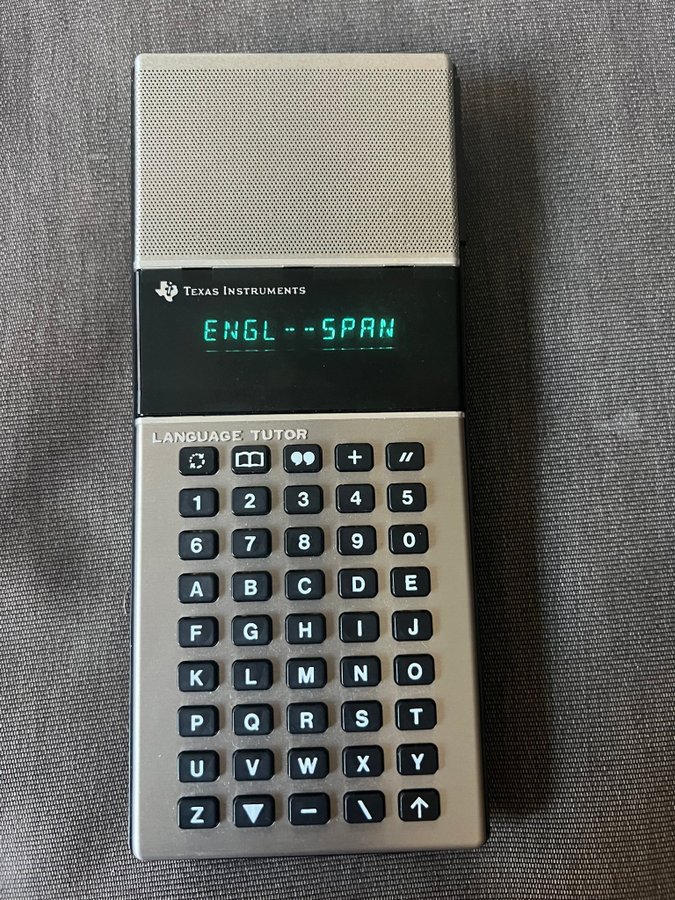 TEXAS INSTRUMENTS
ENGL--SPAN
LANGUAGE TUTOR
❟❟ + //
1 2 3 4 5
6 7 8 9 0
A B C D E
F G H I J
K L M N O
P Q R S T
U V W X Y
Z ▼ – \ ↑